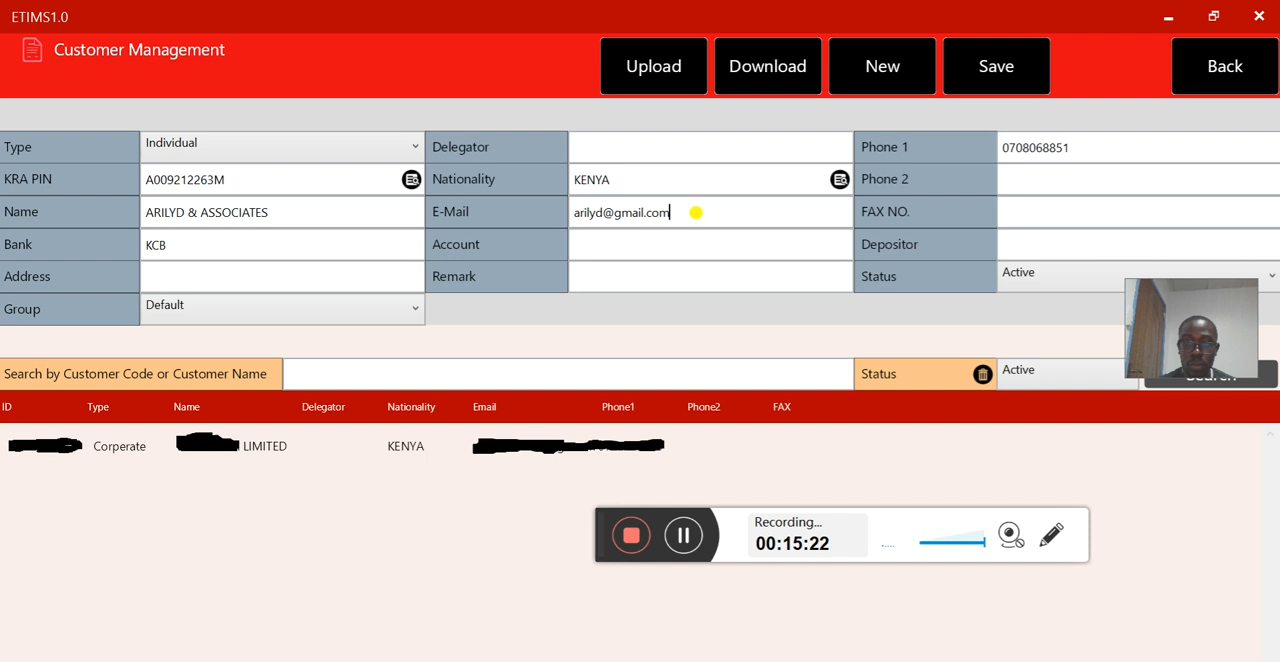 ETIMS1.0
Customer Management
Upload
Download
New
Save
Back
Type Individual Delegator Phone 1 0708068851
KRA PIN A009212263M Nationality KENYA Phone 2
Name ARILYD & ASSOCIATES E-Mail arilyd@gmail.com FAX NO.
Bank KCB Account Depositor
Address Remark Status Active
Group Default
Search by Customer Code or Customer Name Status Active Search
ID Type Name Delegator Nationality Email Phone1 Phone2 FAX
Corperate LIMITED KENYA
Recording...
00:15:22